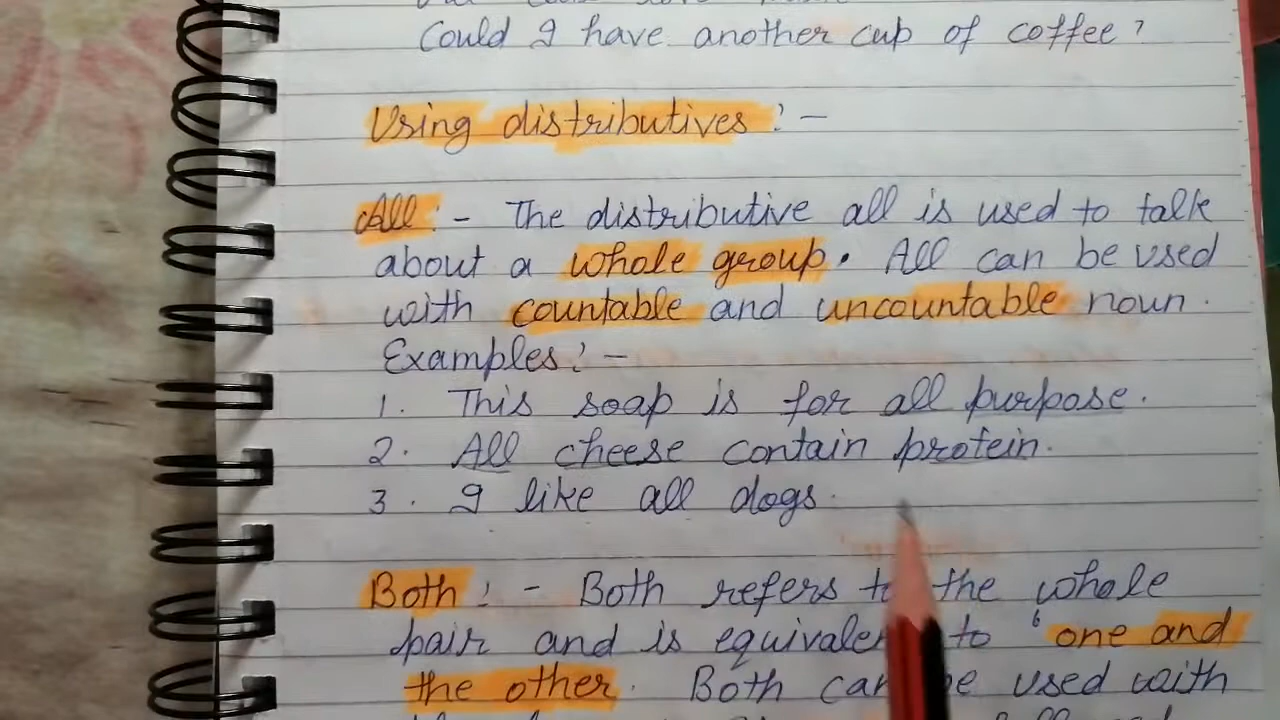 Could I have another cup of coffee?
Using distributives :-
All :- The distributive all is used to talk
about a whole group. All can be used
with countable and uncountable noun.
Examples :-
1. This soap is for all purpose.
2. All cheese contain protein.
3. I like all dogs.
Both :- Both refers to the whole
pair and is equivalen to 'one and
the other. Both can be used with